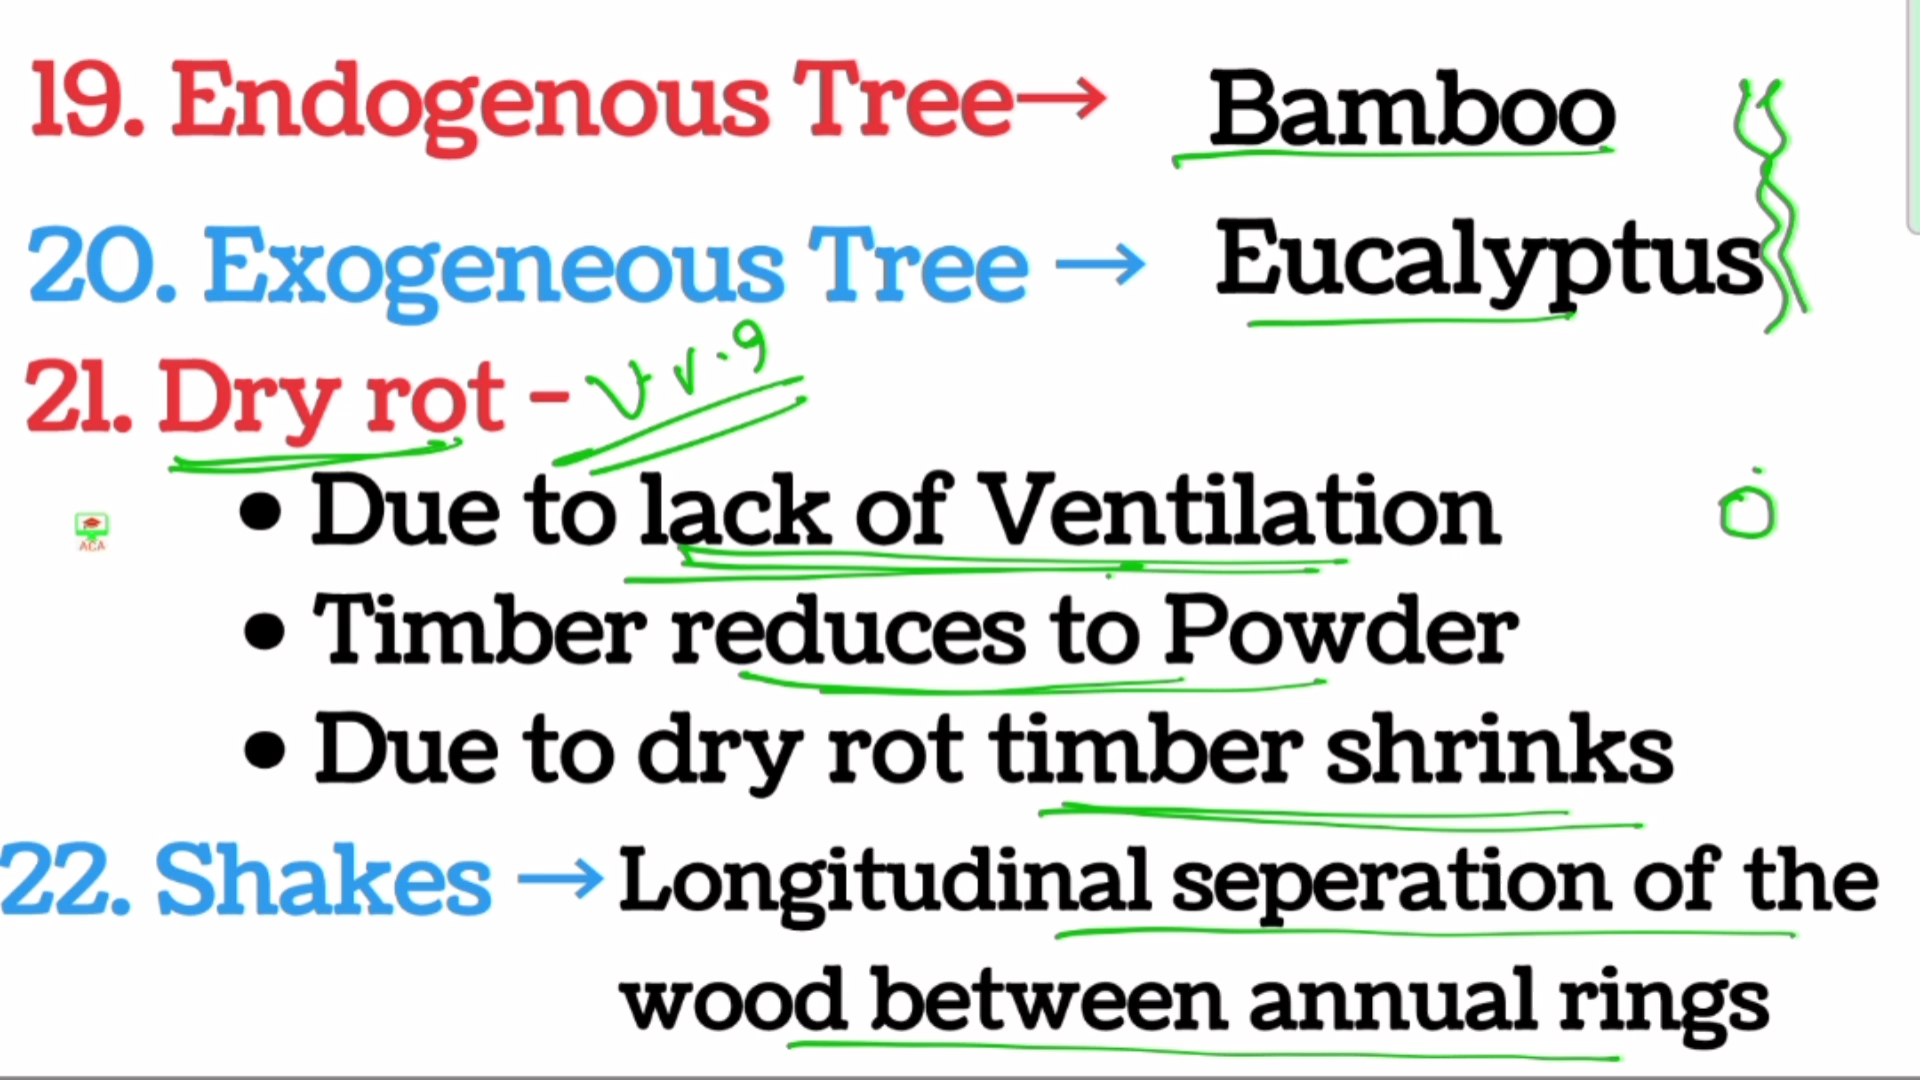 19. Endogenous Tree→ Bamboo
20. Exogeneous Tree → Eucalyptus
21. Dry rot -
• Due to lack of Ventilation
ACA
• Timber reduces to Powder
• Due to dry rot timber shrinks
22. Shakes → Longitudinal seperation of the
wood between annual rings